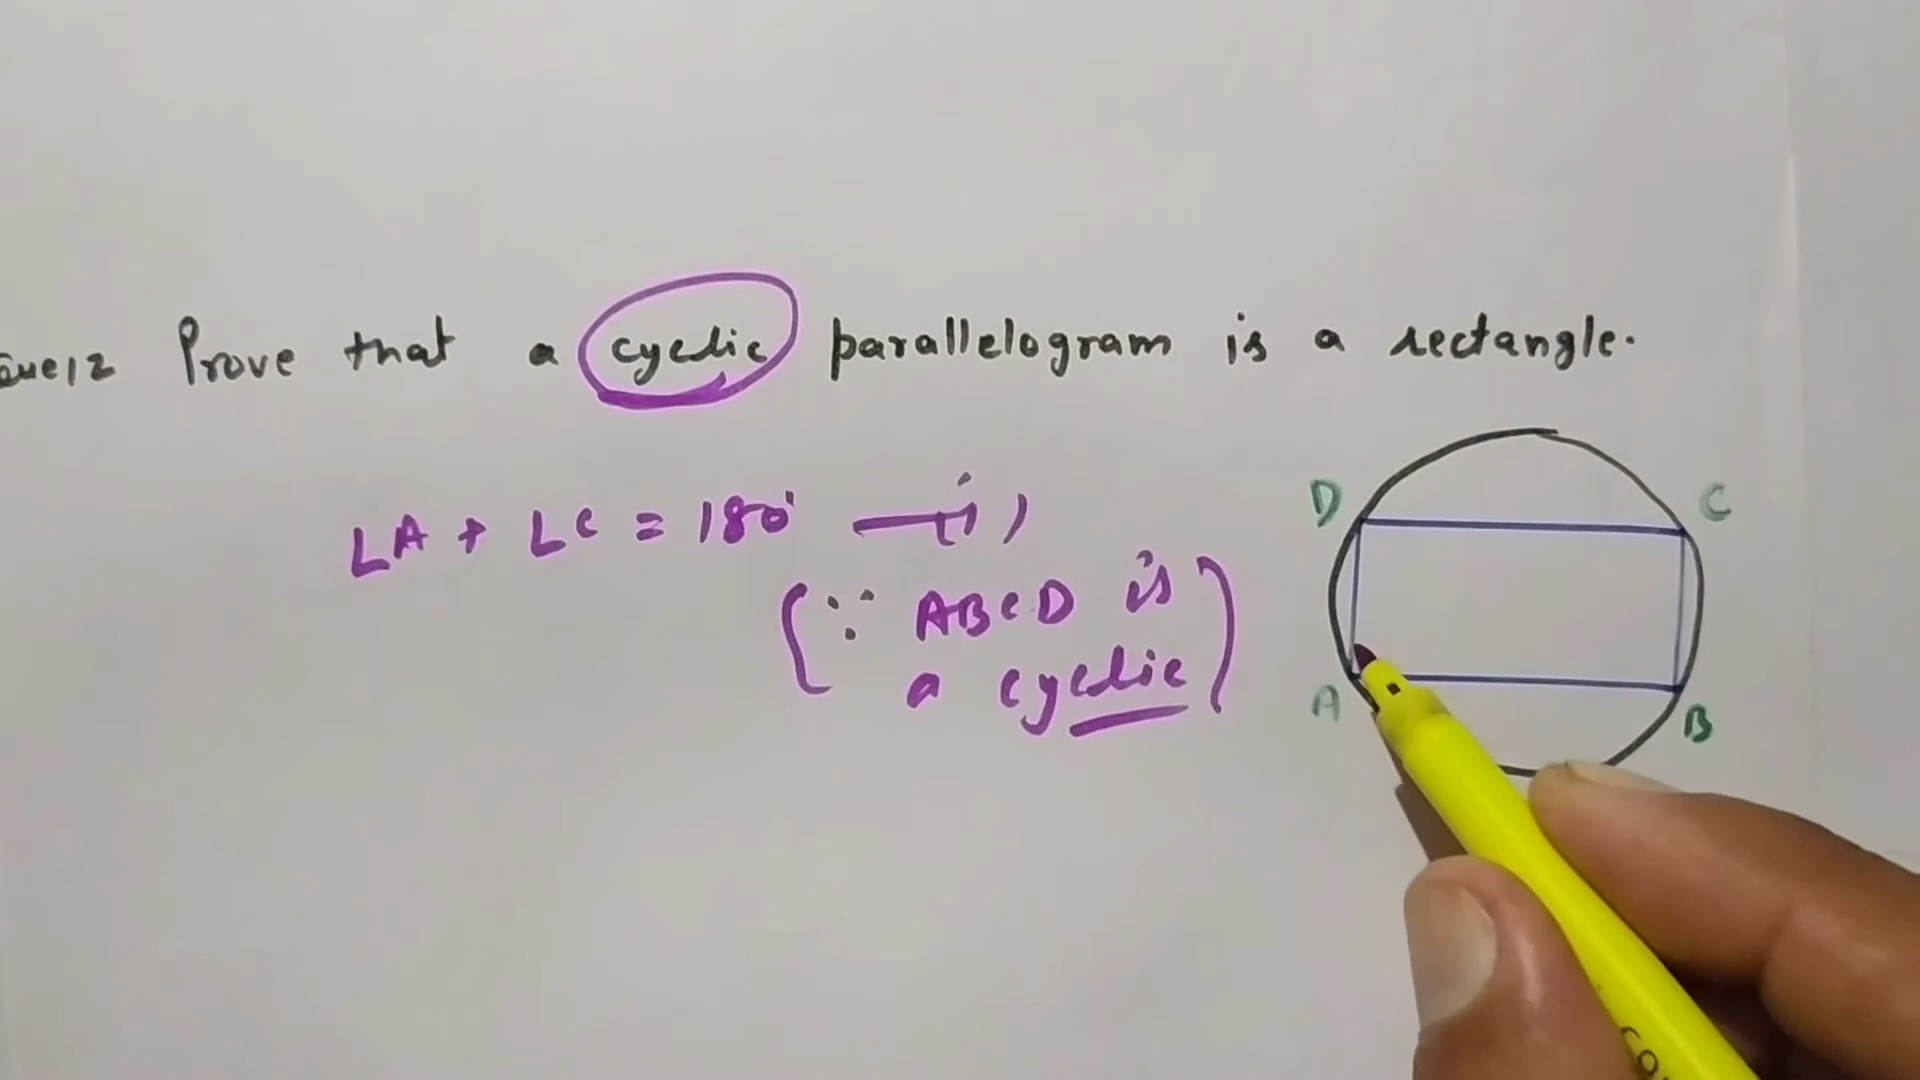 Que12 Prove that a cyclic parallelogram is a rectangle.
∠A + ∠C = 180° —(i)
(∵ ABCD is
a cyclic)
D C
A B